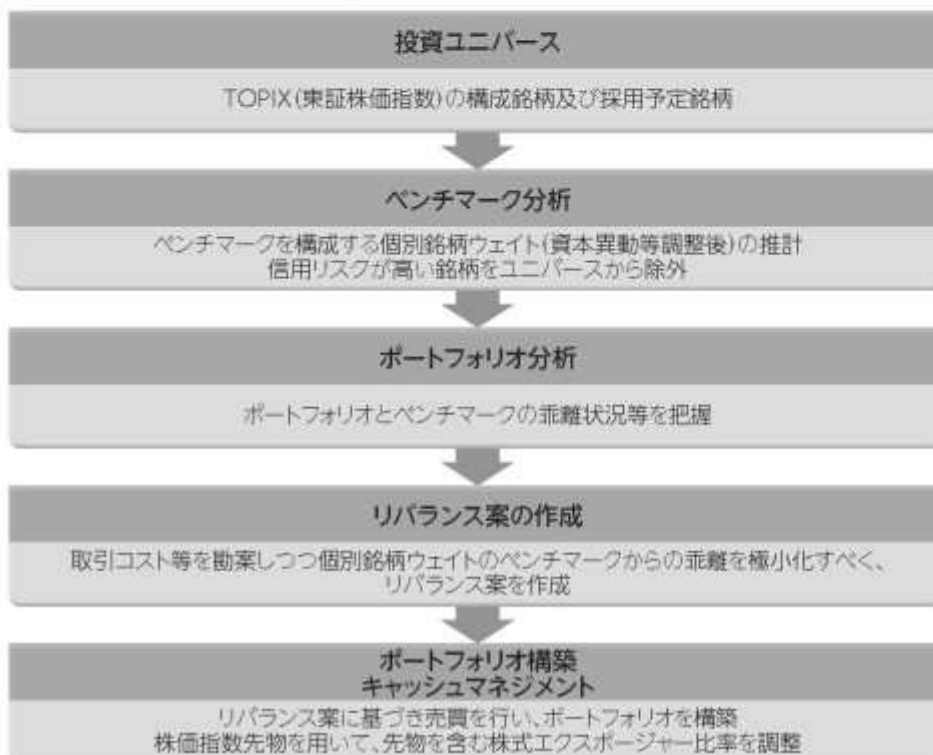 投資ユニバース
TOPIX(東証株価指数)の構成銘柄及び採用予定銘柄
ベンチマーク分析
ベンチマークを構成する個別銘柄ウェイト(資本異動等調整後)の推計
信用リスクが高い銘柄をユニバースから除外
ポートフォリオ分析
ポートフォリオとベンチマークの乖離状況等を把握
リバランス案の作成
取引コスト等を勘案しつつ個別銘柄ウェイトのベンチマークからの乖離を極小化すべく、
リバランス案を作成
ポートフォリオ構築
キャッシュマネジメント
リバランス案に基づき売買を行い、ポートフォリオを構築
株価指数先物を用いて、先物を含む株式エクスポージャー比率を調整